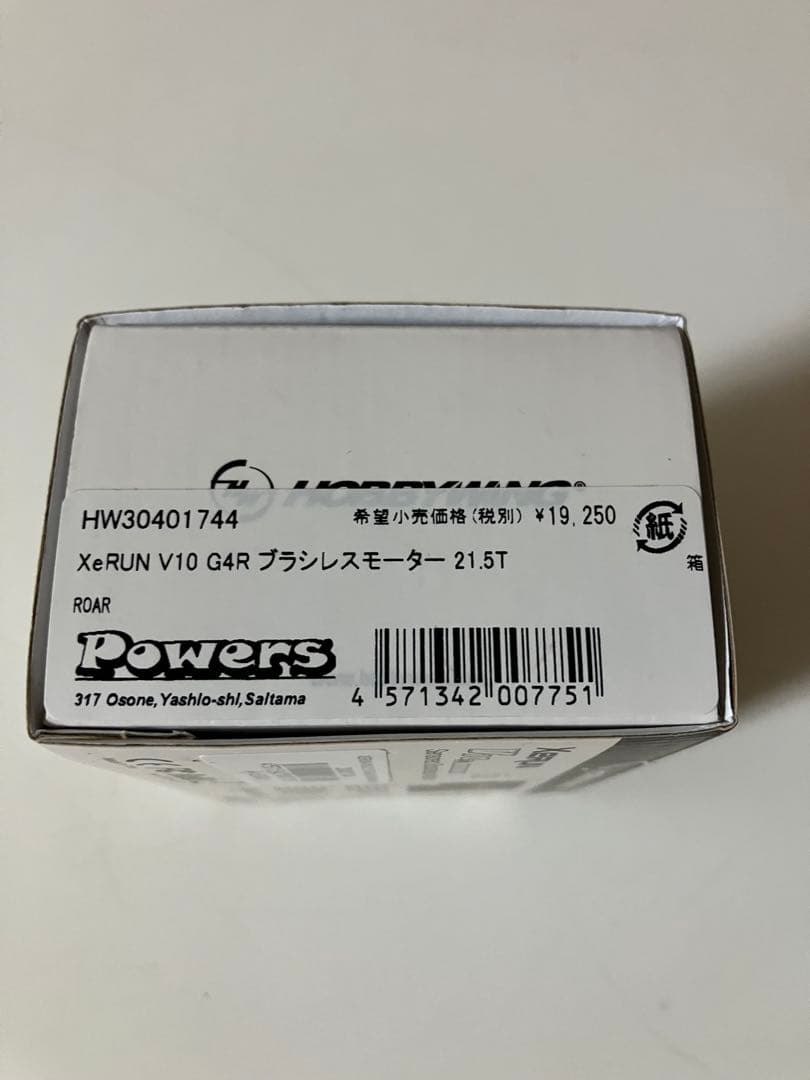 HOBBYWING®
HW30401744
希望小売価格(税別) ¥19,250
紙
箱
XeRUN V10 G4R ブラシレスモーター 21.5T
ROAR
Powers
317 Osone,Yashio-shi,Saitama
4 571342 007751
XeRUN